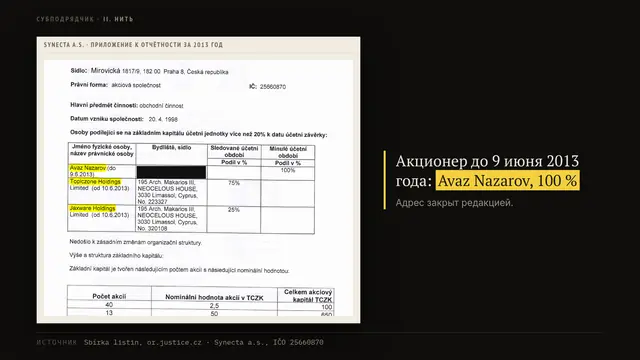 СУБПОДРЯДЧИК · II. НИТЬ
SYNECTA A.S. · ПРИЛОЖЕНИЕ К ОТЧЁТНОСТИ ЗА 2013 ГОД
Sídlo: Mirovická 1817/9, 182 00 Praha 8, Česká republika
Právní forma: akciová společnost IČ: 25660870
Hlavní předmět činnosti: obchodní činnost
Datum vzniku společnosti: 20. 4. 1998
Osoby podílející se na základním kapitálu účetní jednotky více než 20% k datu účetní závěrky:
Jméno fyzické osoby, název právnické osoby Bydliště, sídlo Sledované účetní období Minulé účetní období
Podíl v % Podíl v %
Avaz Nazarov (do 9.5.2013) 100%
Topiczone Holdings Limited (od 10.6.2013) 195 Arch. Makarios III, NEOCELOUS HOUSE, 3030 Limassol, Cyprus, No. 223327 75%
Jaxware Holdings Limited (od 10.6.2013) 195 Arch. Makarios III, NEOCELOUS HOUSE, 3030 Limassol, Cyprus, No. 320108 25%
Nedošlo k zásadním změnám organizační struktury.
Výše a struktura základního kapitálu:
Základní kapitál je tvořen následujícím počtem akcií s následující nominální hodnotou:
Počet akcií Nominální hodnota akcií v TCZK Celkem akciový kapitál TCZK
40 2,5 100
13 50 650
Акционер до 9 июня 2013
года: Avaz Nazarov, 100 %
Адрес закрыт редакцией.
ИСТОЧНИК Sbírka listin, or.justice.cz · Synecta a.s., IČO 25660870